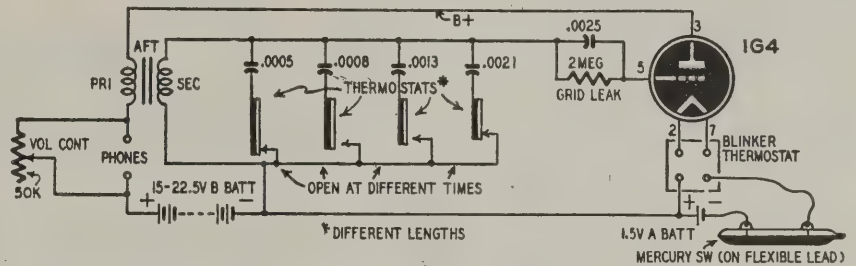 B+
3
AFT
.0025
1G4
.0005
.0008
.0013
.0021
5
2 MEG
PRI
SEC
THERMOSTATS*
GRID LEAK
2
7
BLINKER
THERMOSTAT
VOL CONT
PHONES
50K
15-22.5V B BATT
OPEN AT DIFFERENT TIMES
+
-
+
-
*DIFFERENT LENGTHS
1.5V A BATT
MERCURY SW (ON FLEXIBLE LEAD)